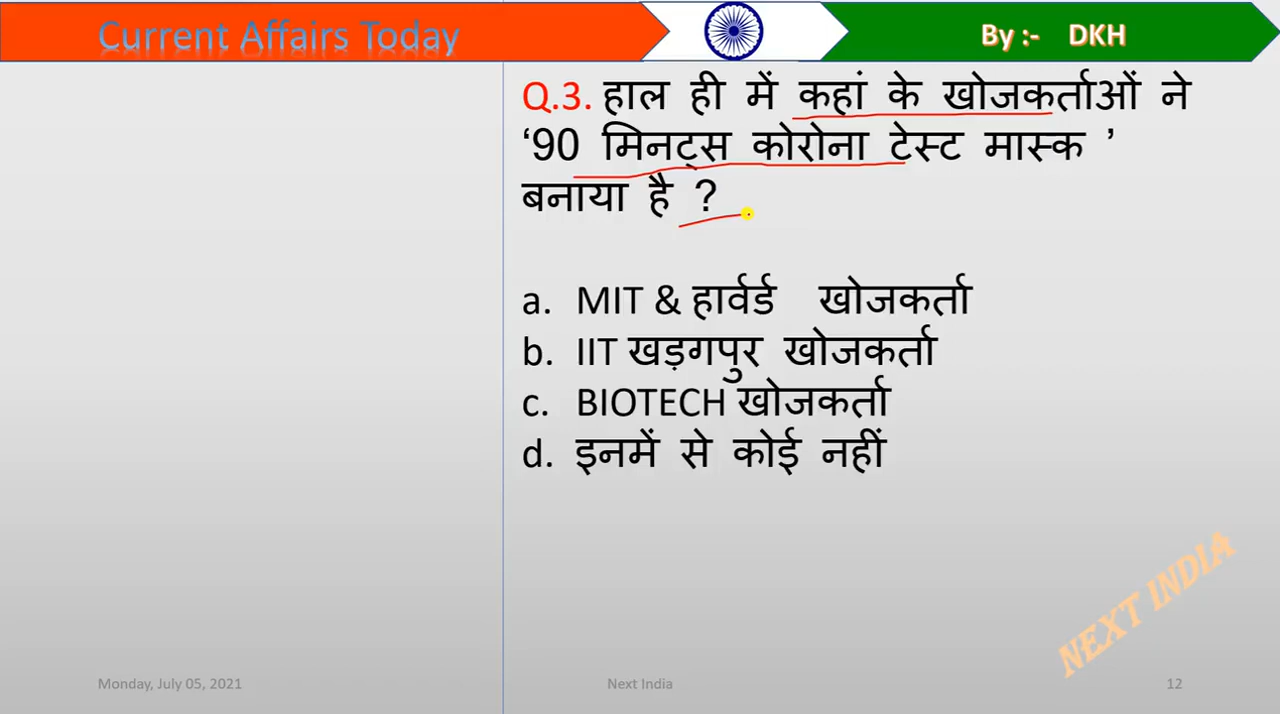 Current Affairs Today
By :- DKH
Q.3. हाल ही में कहां के खोजकर्ताओं ने
‘90 मिनट्स कोरोना टेस्ट मास्क ’
बनाया है ?
a. MIT & हार्वर्ड खोजकर्ता
b. IIT खड़गपुर खोजकर्ता
c. BIOTECH खोजकर्ता
d. इनमें से कोई नहीं
NEXT INDIA
Monday, July 05, 2021
Next India
12